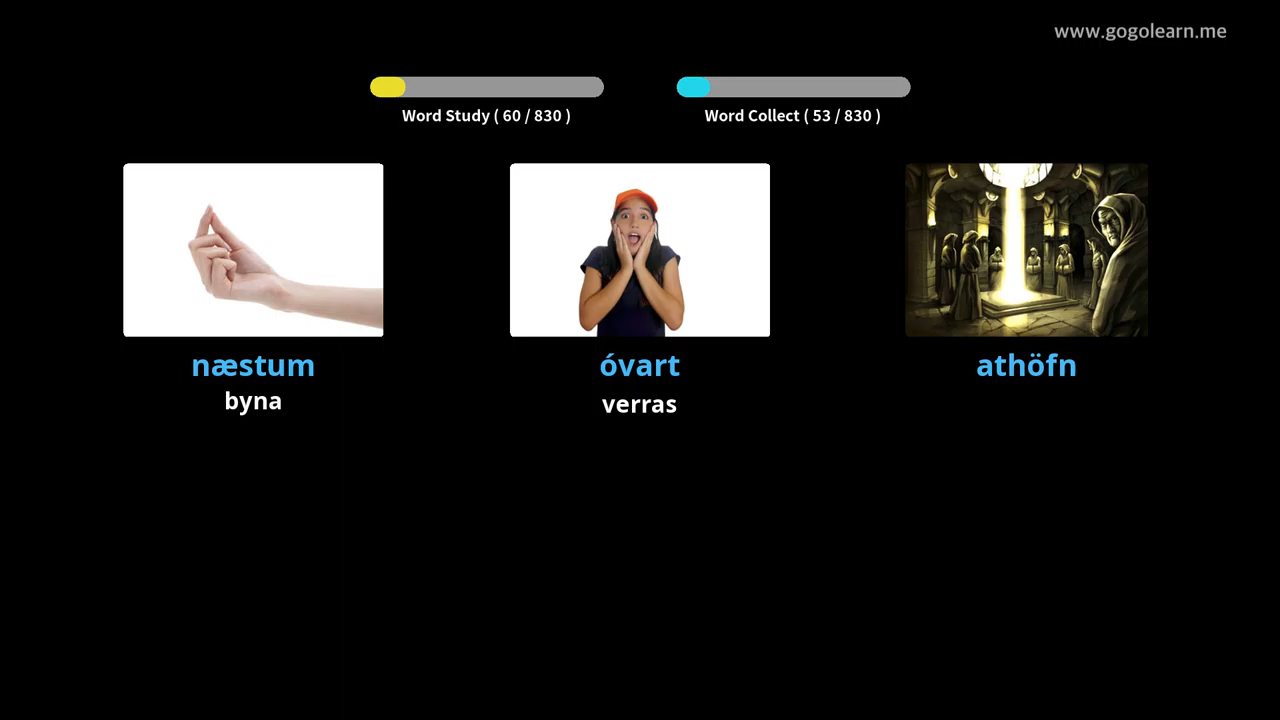 www.gogolearn.me
Word Study ( 60 / 830 )
Word Collect ( 53 / 830 )
næstum
byna
óvart
verras
athöfn